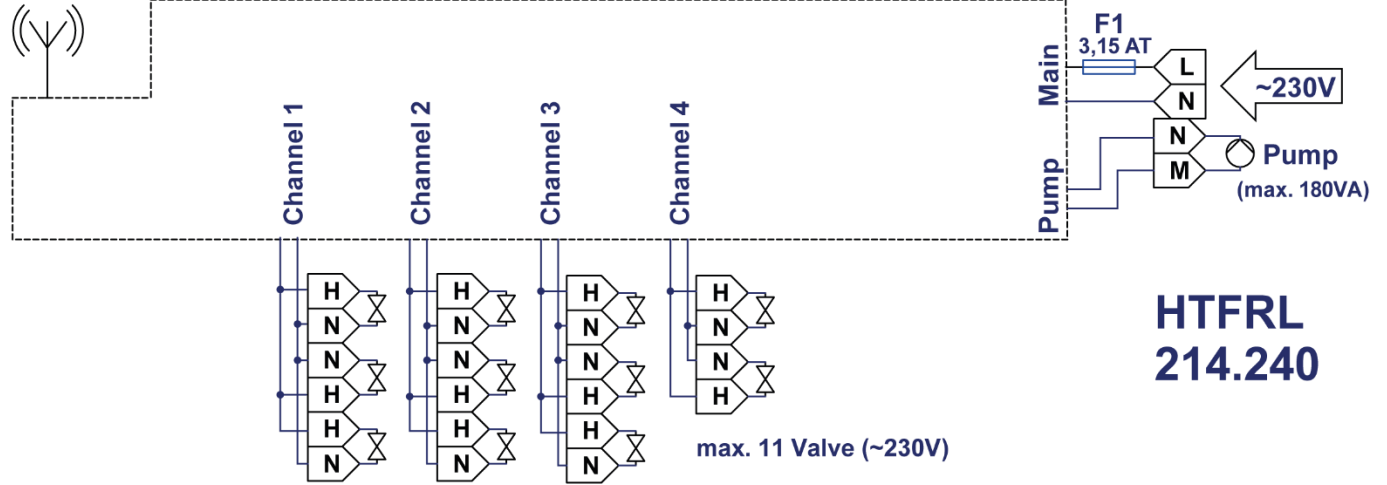 F1
3,15 AT
Main
L
N
~230V
N
M
Pump
Pump
(max. 180VA)
Channel 1
Channel 2
Channel 3
Channel 4
H
N
N
H
H
N
H
N
N
H
H
N
H
N
N
H
H
N
H
N
N
H
max. 11 Valve (~230V)
HTFRL
214.240